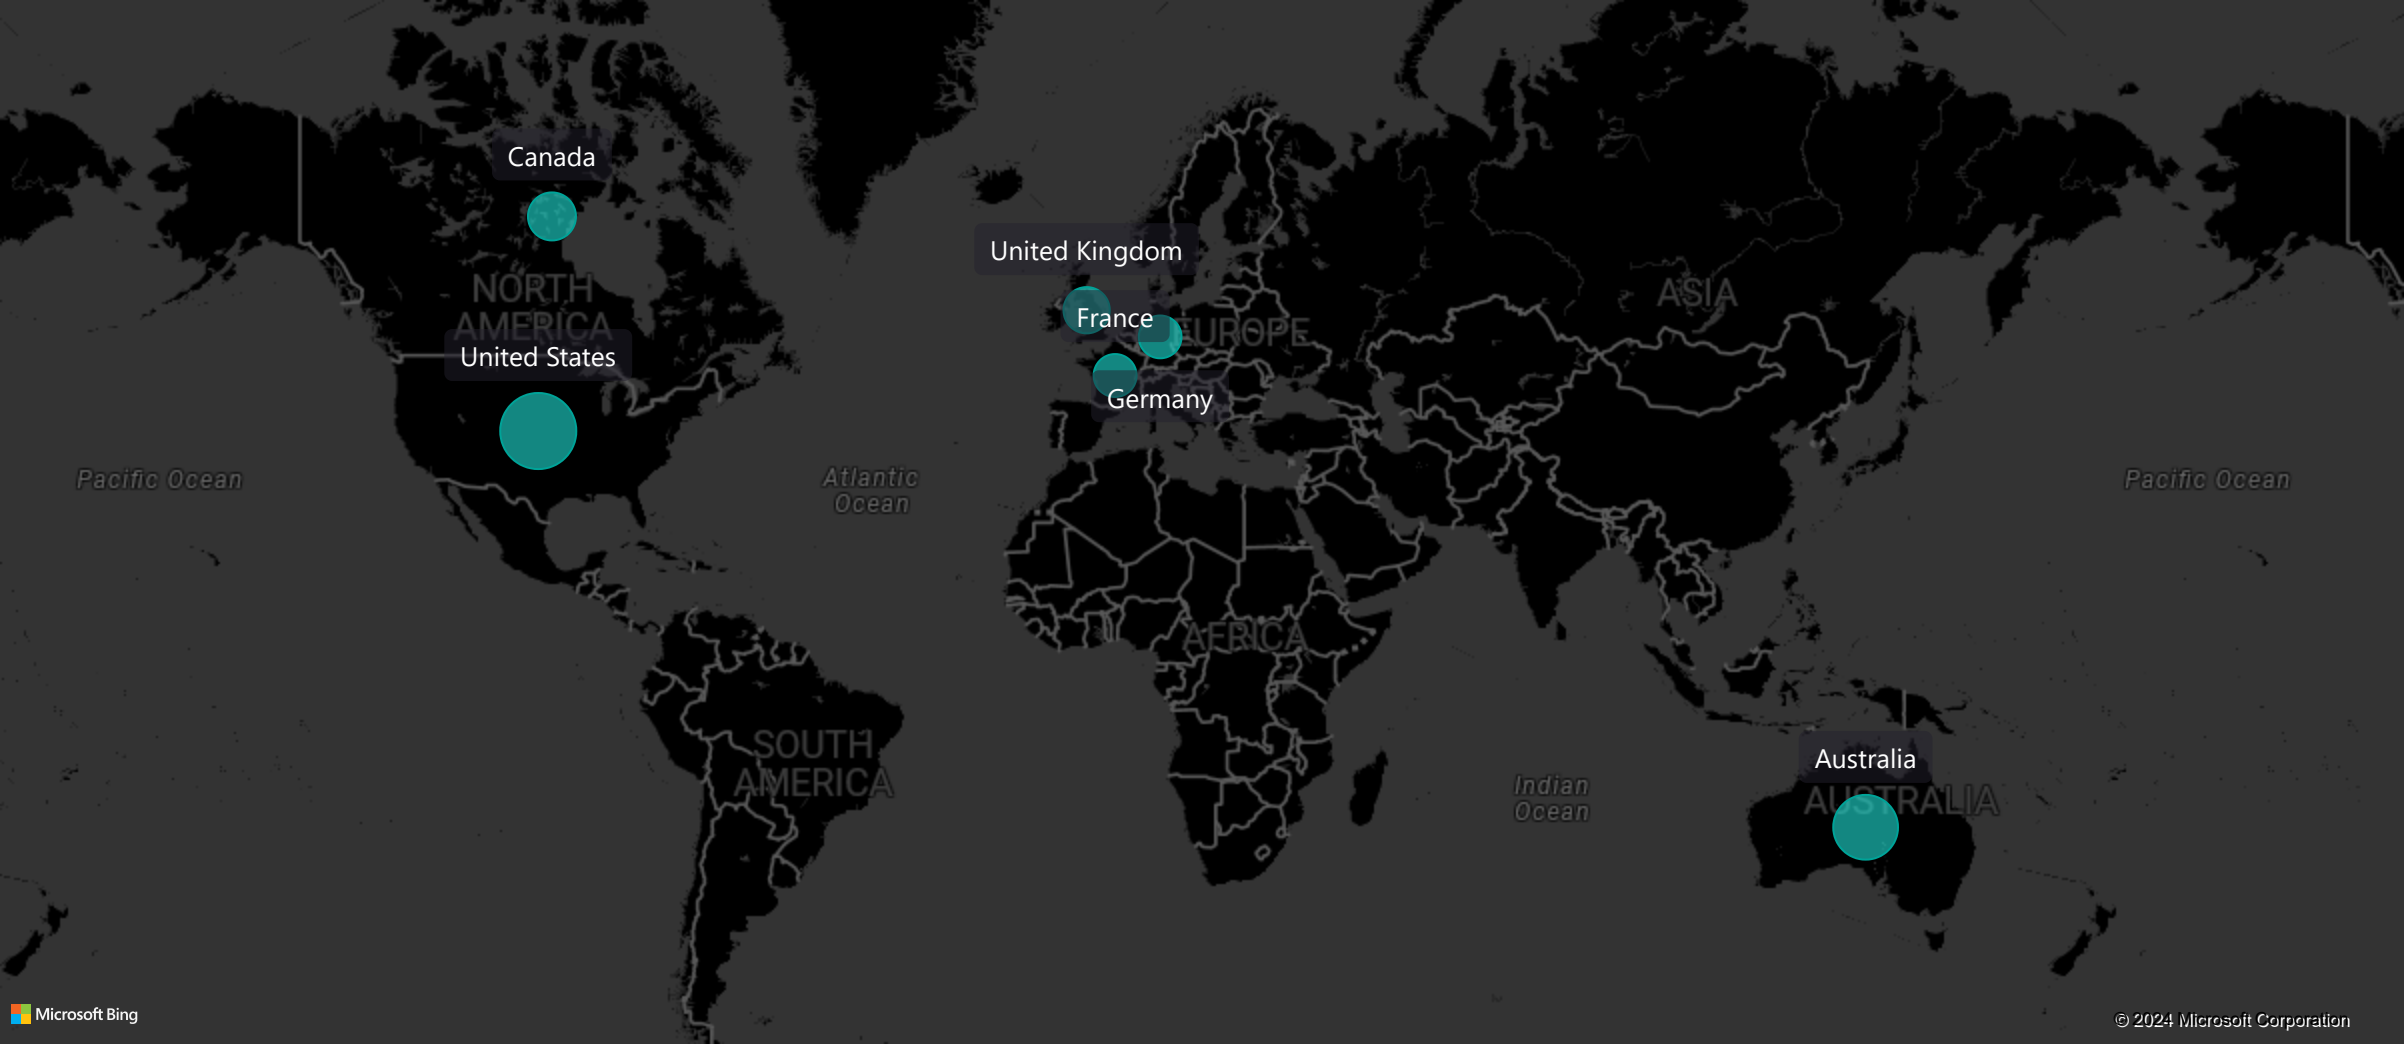 Canada
United Kingdom
NORTH
AMERICA
ASIA
France
EUROPE
United States
Germany
Pacific Ocean
Atlantic
Ocean
Pacific Ocean
AFRICA
SOUTH
AMERICA
Australia
Indian
Ocean
AUSTRALIA
Microsoft Bing
© 2024 Microsoft Corporation